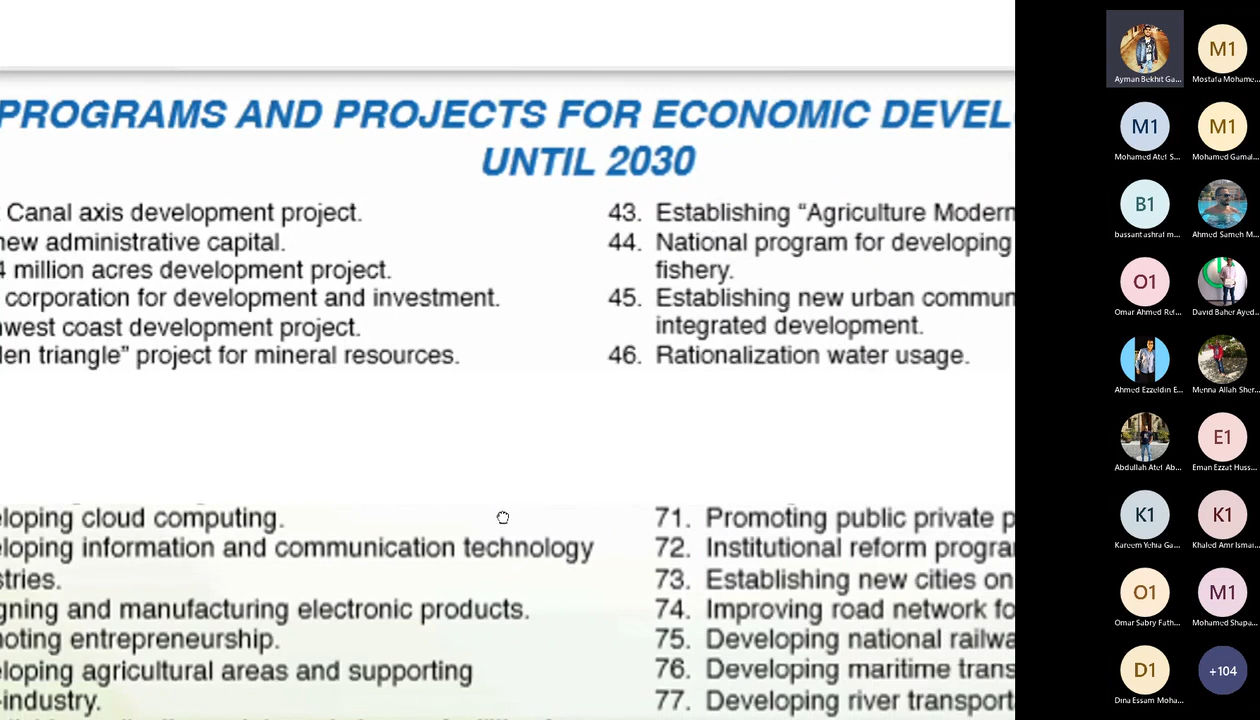 PROGRAMS AND PROJECTS FOR ECONOMIC DEVEL
UNTIL 2030
Canal axis development project.
new administrative capital.
4 million acres development project.
corporation for development and investment.
west coast development project.
len triangle” project for mineral resources.
43. Establishing “Agriculture Modern
44. National program for developing
fishery.
45. Establishing new urban commun
integrated development.
46. Rationalization water usage.
loping cloud computing.
eloping information and communication technology
stries.
gning and manufacturing electronic products.
noting entrepreneurship.
eloping agricultural areas and supporting
-industry.
71. Promoting public private p
72. Institutional reform progra
73. Establishing new cities on
74. Improving road network fo
75. Developing national railwa
76. Developing maritime trans
77. Developing river transport
Ayman Bekhit Ga...
M1
Mostafa Mohame...
M1
Mohamed Atef S...
M1
Mohamed Gamal...
B1
bassant ashraf m...
Ahmed Sameh M...
O1
Omar Ahmed Ref...
David Baher Ayed...
Ahmed Ezzeldin E...
Menna Allah Sher...
Abdullah Atef Ab...
E1
Eman Ezzat Huss...
K1
Kareem Yehia Ga...
K1
Khaled Amr Ismai...
O1
Omar Sabry Fath...
M1
Mohamed Shapa...
D1
Dina Essam Moha...
+104